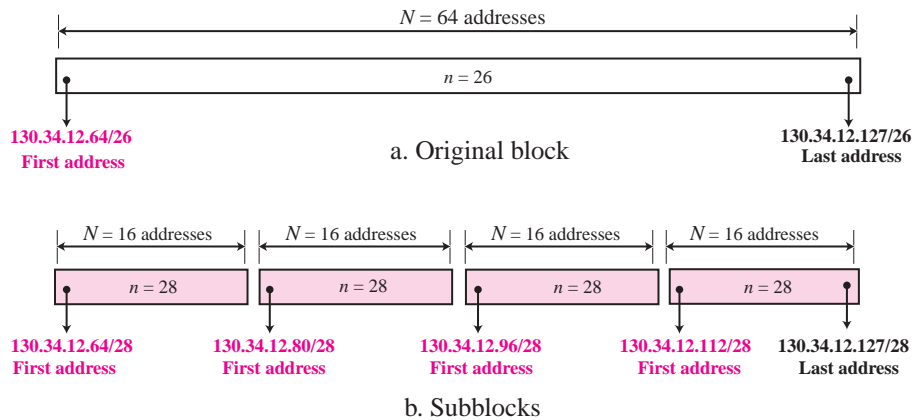 N = 64 addresses
n = 26
130.34.12.64/26
First address
130.34.12.127/26
Last address
a. Original block
N = 16 addresses
N = 16 addresses
N = 16 addresses
N = 16 addresses
n = 28
n = 28
n = 28
n = 28
130.34.12.64/28
First address
130.34.12.80/28
First address
130.34.12.96/28
First address
130.34.12.112/28
First address
130.34.12.127/28
Last address
b. Subblocks